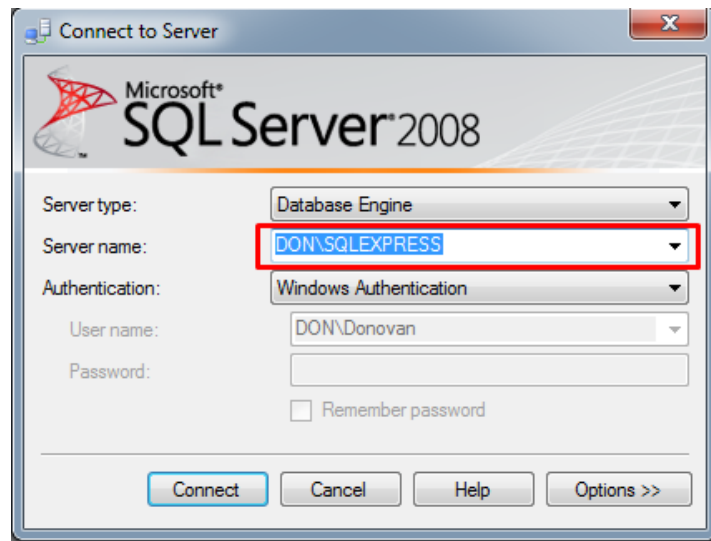 Connect to Server
Microsoft®
SQL Server®2008
Server type: Database Engine
Server name: DON\SQLEXPRESS
Authentication: Windows Authentication
User name: DON\Donovan
Password:
Remember password
Connect Cancel Help Options >>